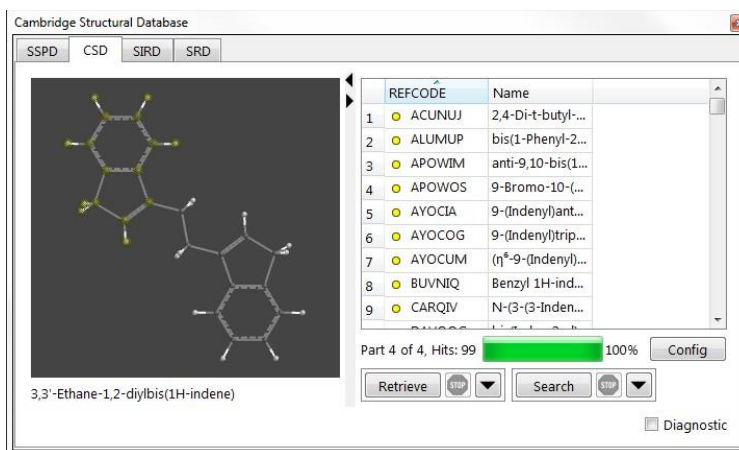 Cambridge Structural Database
SSPD CSD SIRD SRD
REFCODE Name
1 ACUNUJ 2,4-Di-t-butyl-...
2 ALUMUP bis(1-Phenyl-2...
3 APOWIM anti-9,10-bis(1...
4 APOWOS 9-Bromo-10-(...
5 AYOCIA 9-(Indenyl)ant...
6 AYOCOG 9-(Indenyl)trip...
7 AYOCUM (η⁶-9-(Indenyl)...
8 BUVNIQ Benzyl 1H-ind...
9 CARQIV N-(3-(3-Inden...
Part 4 of 4, Hits: 99 100% Config
Retrieve STOP Search STOP
3,3'-Ethane-1,2-diylbis(1H-indene)
Diagnostic